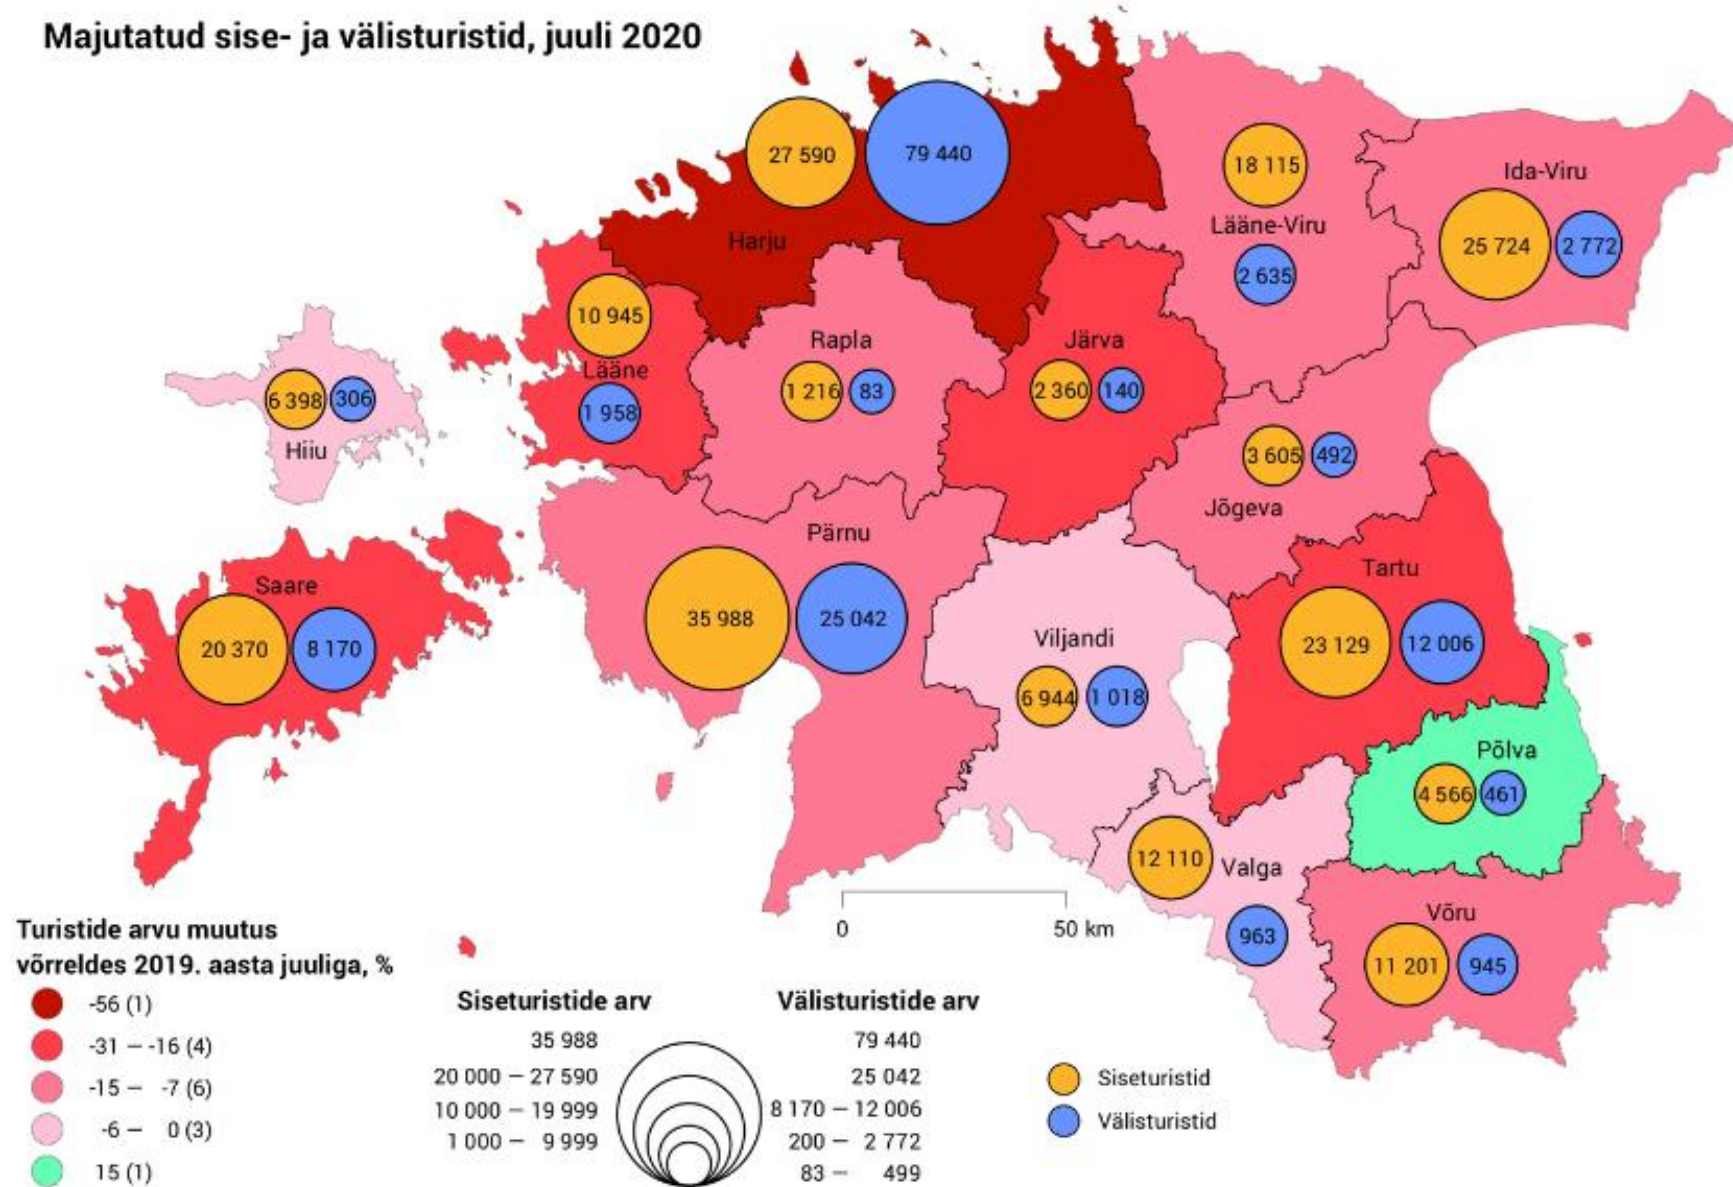 Majutatud sise- ja välisturistid, juuli 2020
27 590
79 440
Harju
18 115
Lääne-Viru
2 635
Ida-Viru
25 724
2 772
10 945
Lääne
1 958
Rapla
1 216
83
Järva
2 360
140
6 398
306
Hiiu
3 605
492
Jõgeva
Pärnu
35 988
25 042
Saare
20 370
8 170
Viljandi
6 944
1 018
Tartu
23 129
12 006
Põlva
4 566
461
12 110
Valga
963
Võru
11 201
945
0
50 km
Turistide arvu muutus
võrreldes 2019. aasta juuliga, %
-56 (1)
-31 – -16 (4)
-15 – -7 (6)
-6 – 0 (3)
15 (1)
Siseturistide arv
35 988
20 000 – 27 590
10 000 – 19 999
1 000 – 9 999
Välisturistide arv
79 440
25 042
8 170 – 12 006
200 – 2 772
83 – 499
Siseturistid
Välisturistid